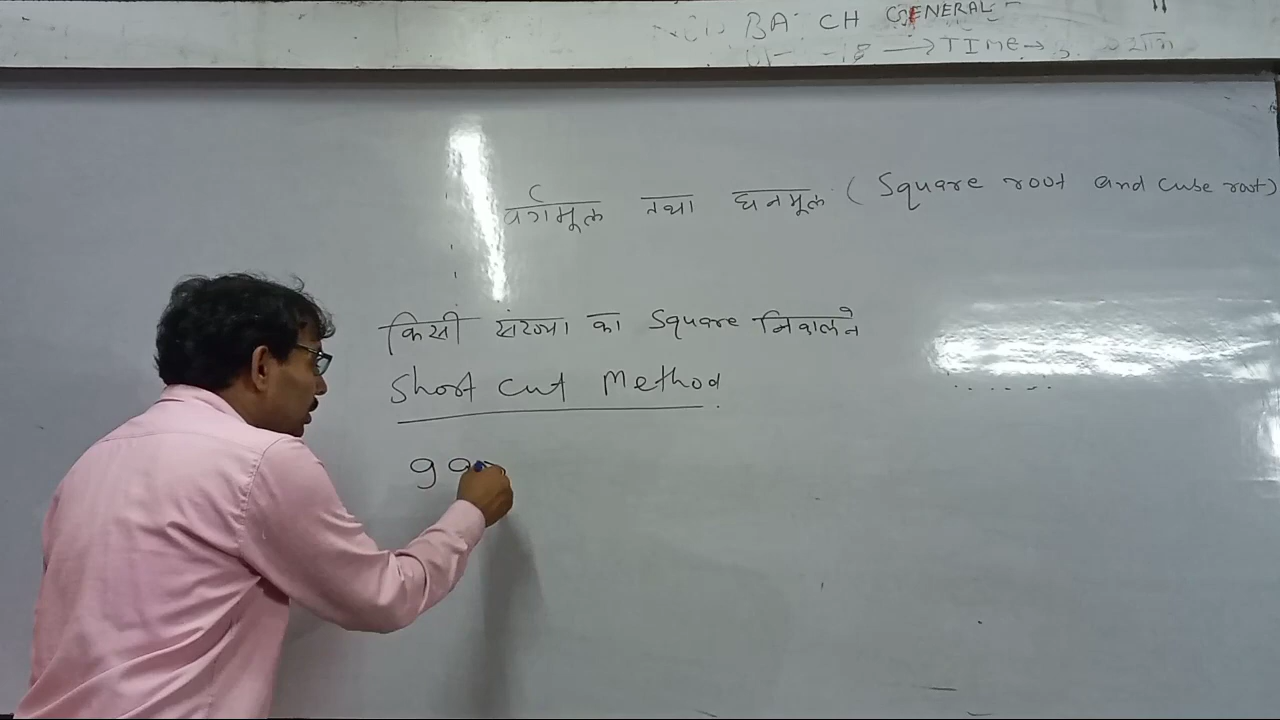 BA. CH GENERAL
TIME
वर्गमूल तथा घनमूल (Square root and Cube root)
किसी संख्या का Square निकालने
Short Cut Method
99